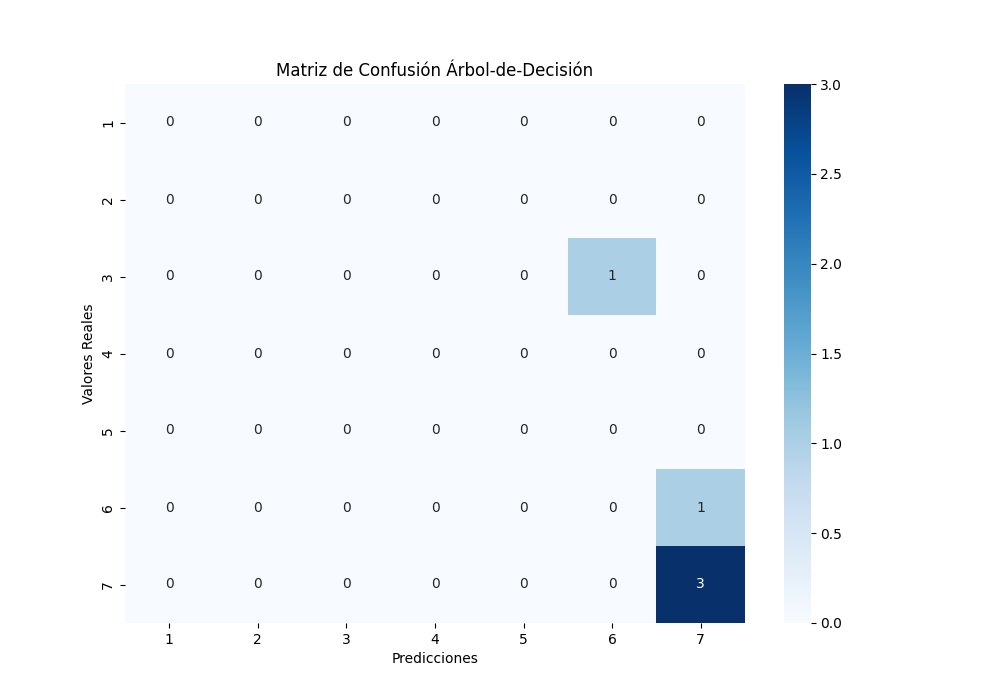 Matriz de Confusión Árbol-de-Decisión
1 0 0 0 0 0 0 0
2 0 0 0 0 0 0 0
3 0 0 0 0 0 1 0
4 0 0 0 0 0 0 0
5 0 0 0 0 0 0 0
6 0 0 0 0 0 0 1
7 0 0 0 0 0 0 3
1 2 3 4 5 6 7
Predicciones
Valores Reales
3.0
2.5
2.0
1.5
1.0
0.5
0.0